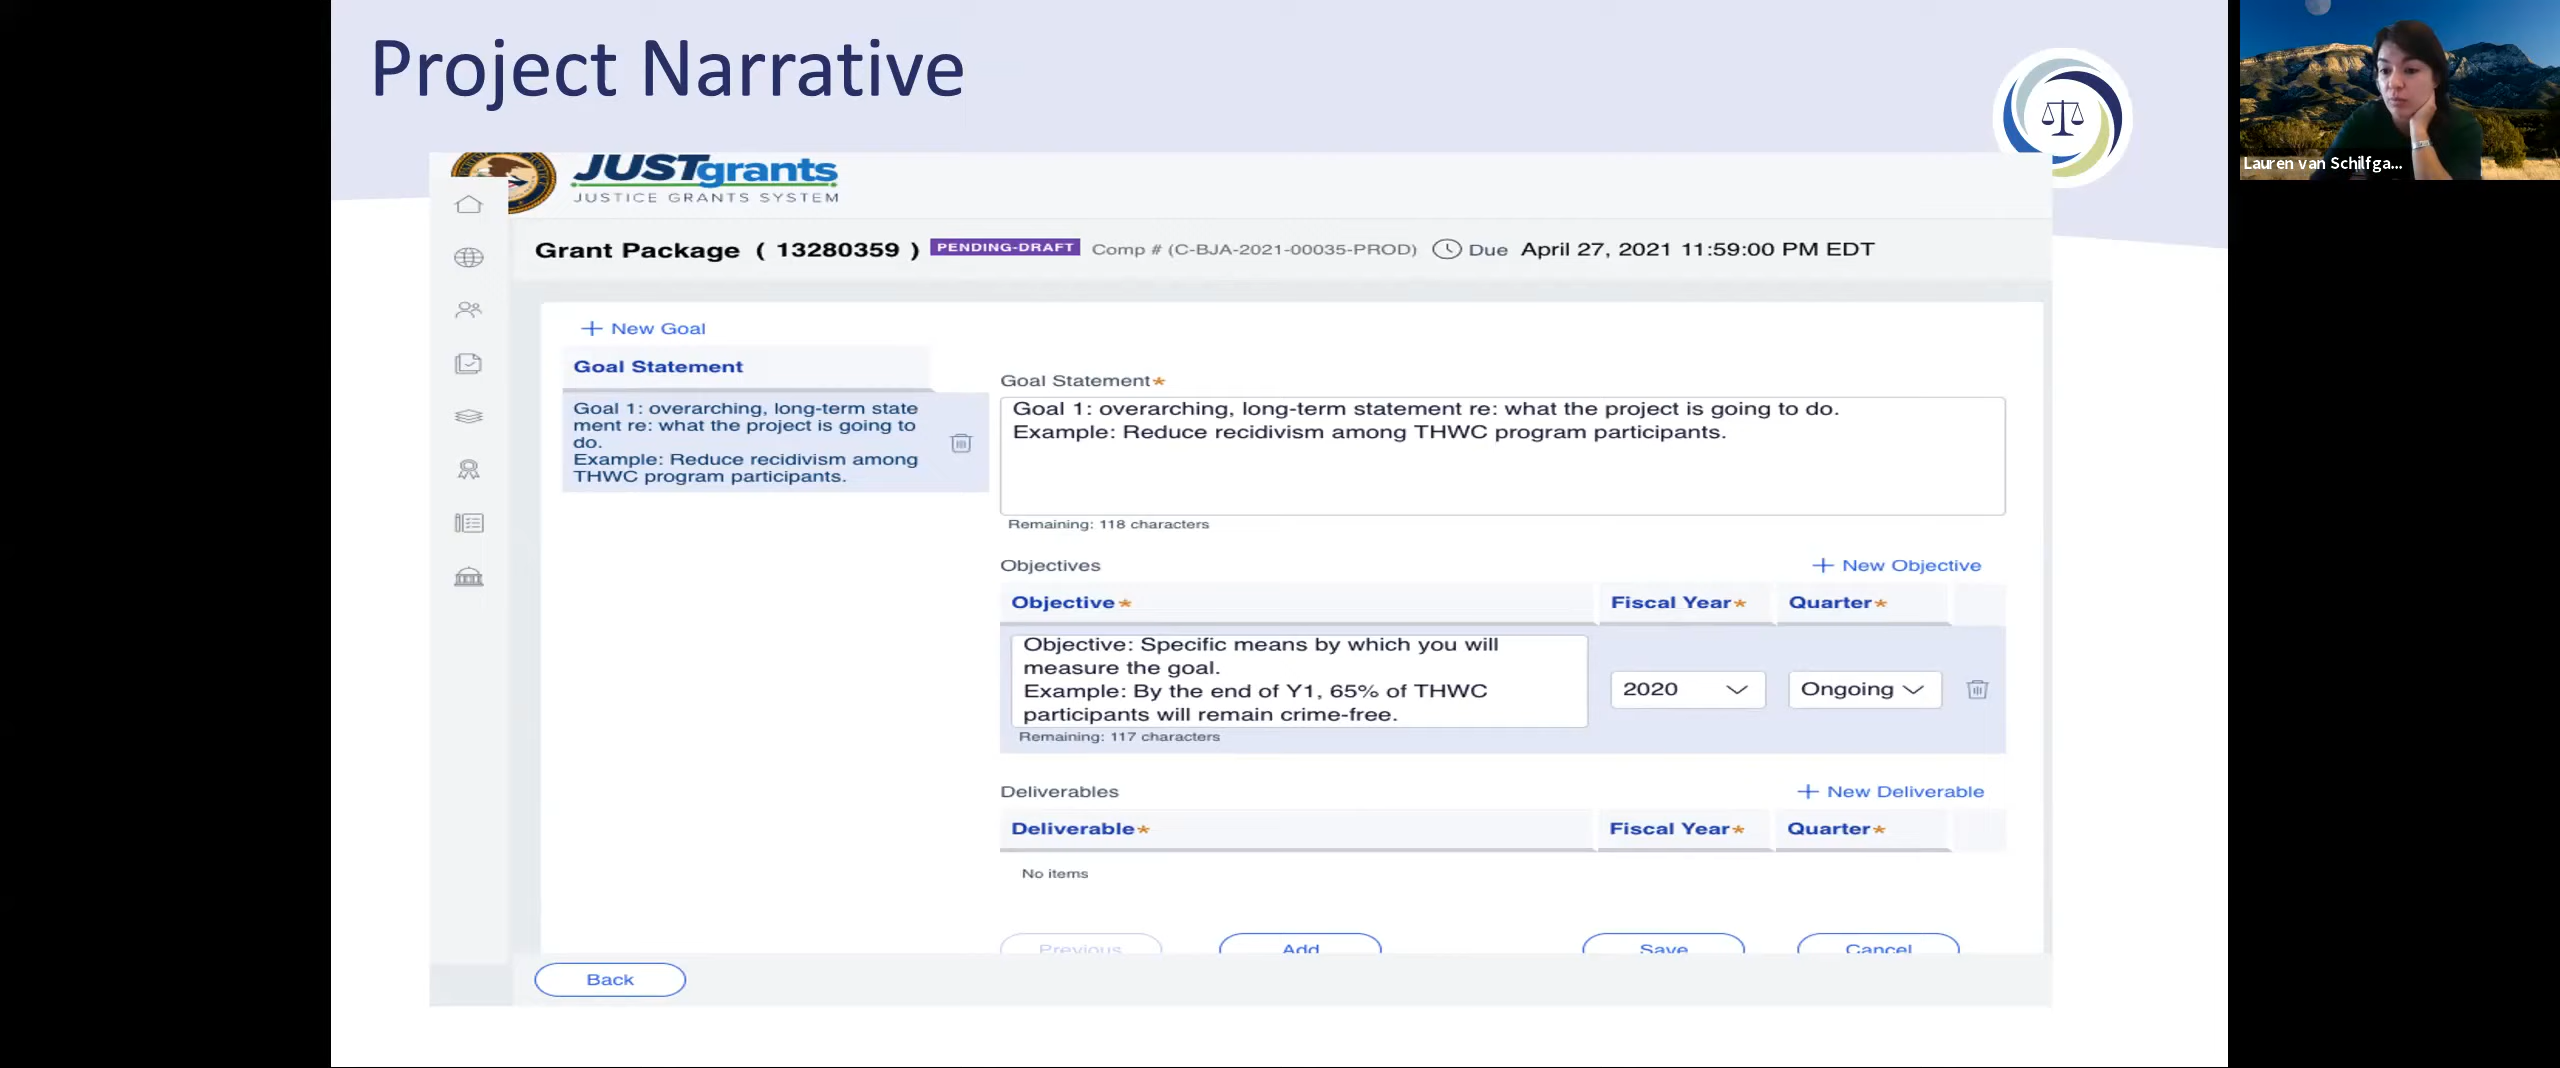 Project Narrative
Lauren van Schilfga...
JUSTgrants
JUSTICE GRANTS SYSTEM
Grant Package ( 13280359 ) PENDING-DRAFT Comp # (C-BJA-2021-00035-PROD) Due April 27, 2021 11:59:00 PM EDT
New Goal
Goal Statement
Goal 1: overarching, long-term state
ment re: what the project is going to
do.
Example: Reduce recidivism among
THWC program participants.
Goal Statement*
Goal 1: overarching, long-term statement re: what the project is going to do.
Example: Reduce recidivism among THWC program participants.
Remaining: 118 characters
Objectives
New Objective
Objective* Fiscal Year* Quarter*
Objective: Specific means by which you will
measure the goal.
Example: By the end of Y1, 65% of THWC
participants will remain crime-free.
2020 Ongoing
Remaining: 117 characters
Deliverables
New Deliverable
Deliverable* Fiscal Year* Quarter*
No items
Previous Add Save Cancel
Back